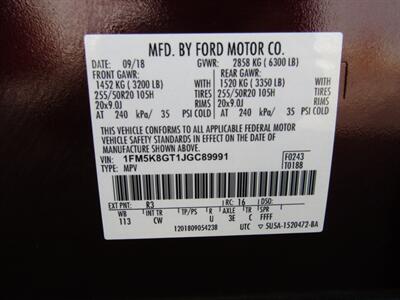 MFD. BY FORD MOTOR CO.
DATE: 09/18 GVWR: 2858 KG ( 6300 LB)
FRONT GAWR: REAR GAWR:
1452 KG ( 3200 LB) WITH 1520 KG ( 3350 LB) WITH
255/50R20 105H TIRES 255/50R20 105H TIRES
20x9.0J RIMS 20x9.0J RIMS
AT 240 kPa/ 35 PSI COLD AT 240 kPa/ 35 PSI COLD
THIS VEHICLE CONFORMS TO ALL APPLICABLE FEDERAL MOTOR
VEHICLE SAFETY AND THEFT PREVENTION STANDARDS IN EFFECT ON THE DATE OF
MANUFACTURE SHOWN ABOVE.
VIN: 1FM5K8GT1JGC89991 F0243
TYPE: MPV T0188
EXT PNT: R3 RC: 16 DSO:
WB INT TR TP/PS R AXLE TR SPR
113 CW U 3E C FFFF
1201809054238 UTC ▽5U5A-1520472-BA